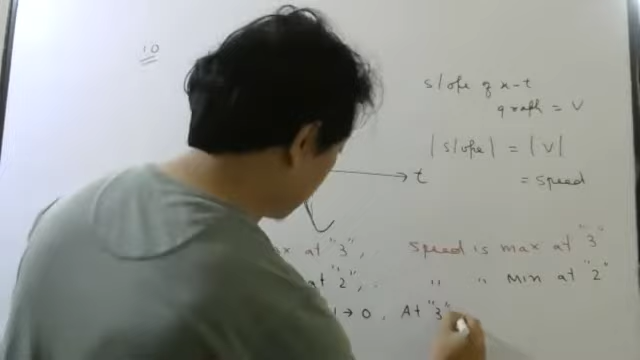 10
slope of x-t
graph = V
|slope| = |V|
= speed
t
at "3", speed is max at "3"
at "2", " " Min at "2"
→ 0, At "3"